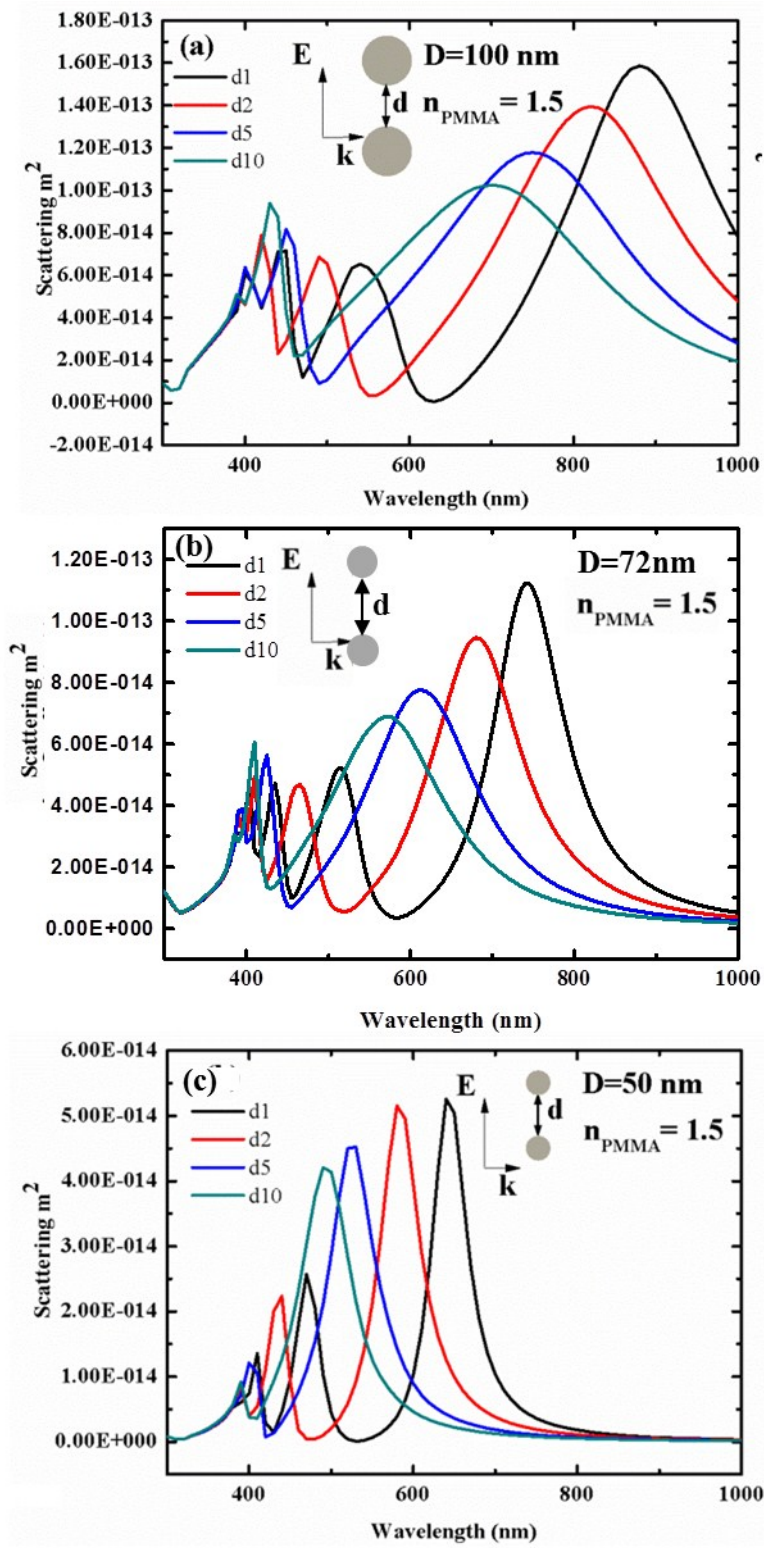 1.80E-013
(a)
E
D=100 nm
d1
d2
d5
d10
d
n PMMA = 1.5
k
1.60E-013
1.40E-013
1.20E-013
1.00E-013
8.00E-014
6.00E-014
4.00E-014
2.00E-014
0.00E+000
-2.00E-014
Scattering m2
400 600 800 1000
Wavelength (nm)
(b)
E
D=72nm
d1
d2
d5
d10
d
n PMMA = 1.5
k
1.20E-013
1.00E-013
8.00E-014
6.00E-014
4.00E-014
2.00E-014
0.00E+000
Scattering m2
400 600 800 1000
Wavelength (nm)
6.00E-014
(c)
E
D=50 nm
d1
d2
d5
d10
d
n PMMA = 1.5
k
5.00E-014
4.00E-014
3.00E-014
2.00E-014
1.00E-014
0.00E+000
Scattering m2
400 600 800 1000
Wavelength (nm)